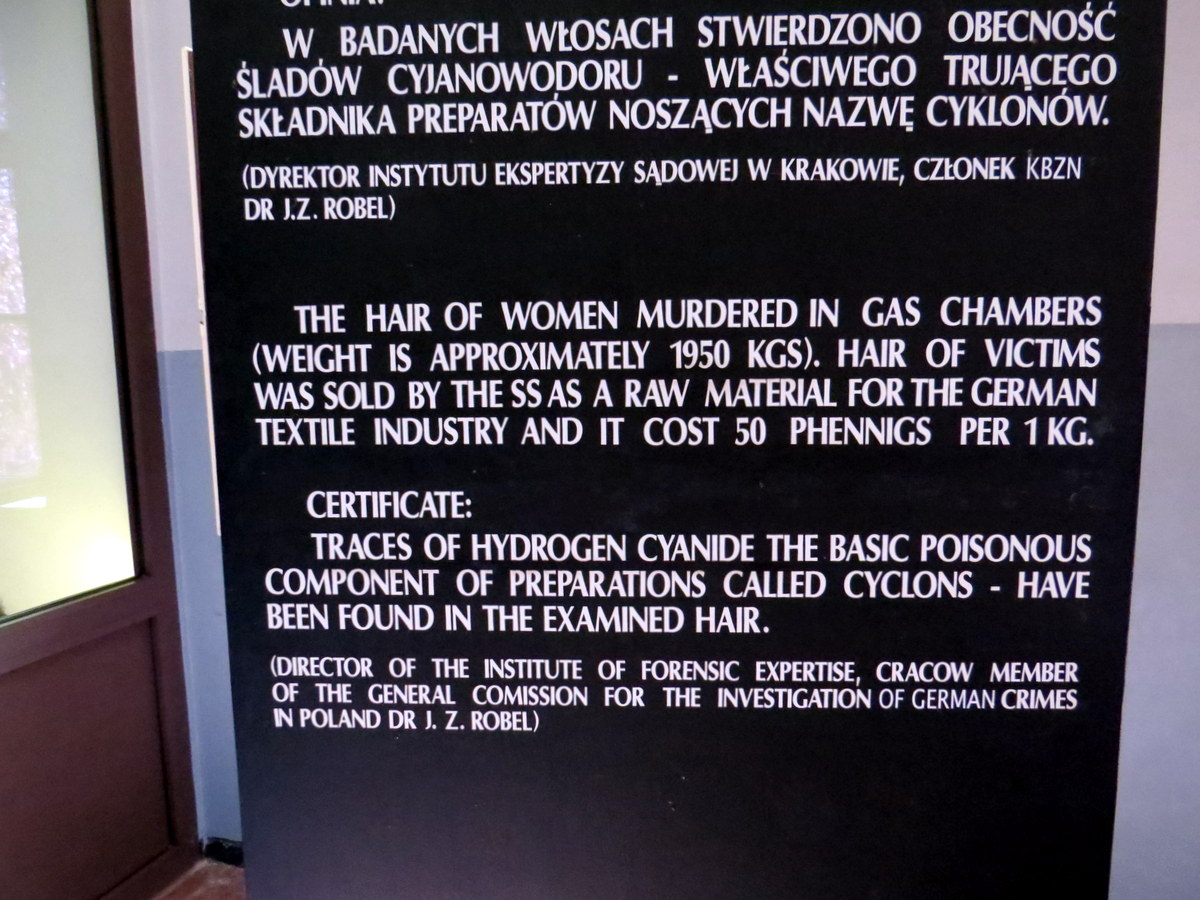 OPINIA:
W BADANYCH WŁOSACH STWIERDZONO OBECNOŚĆ
ŚLADÓW CYJANOWODORU - WŁAŚCIWEGO TRUJĄCEGO
SKŁADNIKA PREPARATÓW NOSZĄCYCH NAZWĘ CYKLONÓW.
(DYREKTOR INSTYTUTU EKSPERTYZY SĄDOWEJ W KRAKOWIE, CZŁONEK KBZN
DR J.Z. ROBEL)
THE HAIR OF WOMEN MURDERED IN GAS CHAMBERS
(WEIGHT IS APPROXIMATELY 1950 KGS). HAIR OF VICTIMS
WAS SOLD BY THE SS AS A RAW MATERIAL FOR THE GERMAN
TEXTILE INDUSTRY AND IT COST 50 PHENNIGS PER 1 KG.
CERTIFICATE:
TRACES OF HYDROGEN CYANIDE THE BASIC POISONOUS
COMPONENT OF PREPARATIONS CALLED CYCLONS - HAVE
BEEN FOUND IN THE EXAMINED HAIR.
(DIRECTOR OF THE INSTITUTE OF FORENSIC EXPERTISE, CRACOW MEMBER
OF THE GENERAL COMISSION FOR THE INVESTIGATION OF GERMAN CRIMES
IN POLAND DR J. Z. ROBEL)